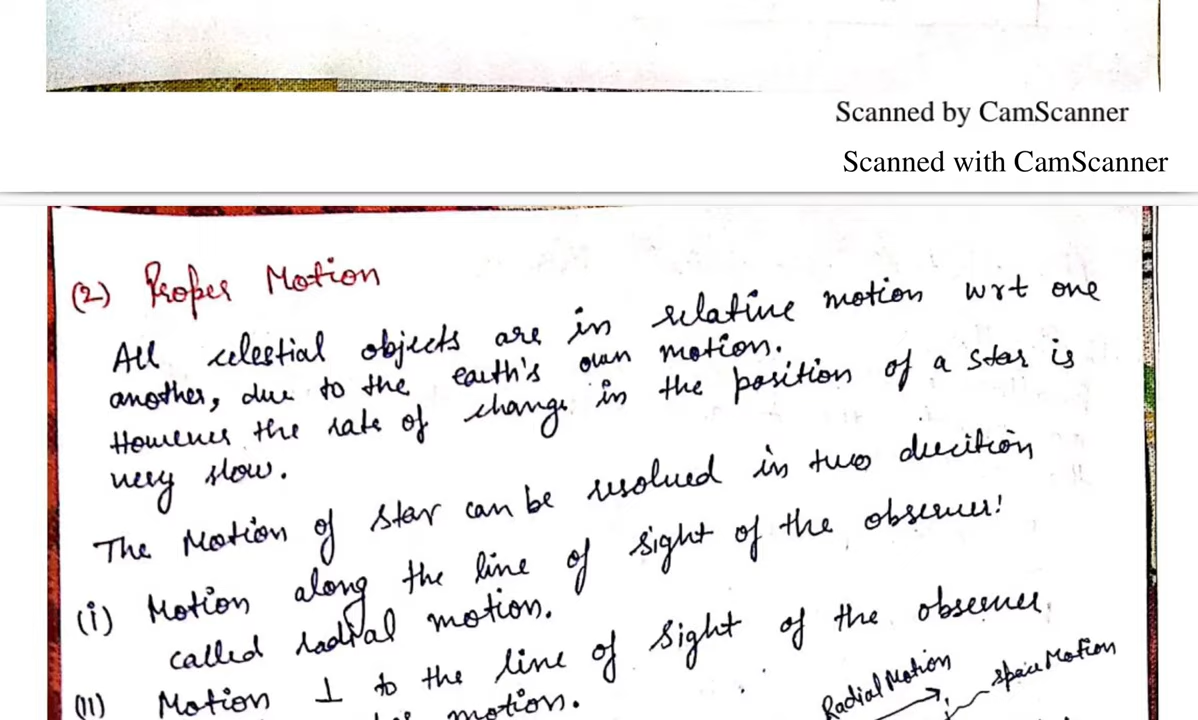 Scanned by CamScanner
Scanned with CamScanner
(2) Proper Motion
All celestial objects are in relative motion wrt one
another, due to the earth's own motion.
However the rate of change in the position of a star is
very slow.
The Motion of star can be resolved in two direction
(i) Motion along the line of sight of the observer!
called radial motion.
(II) Motion ⊥ to the line of sight of the observer.
motion.
Radial Motion
Space Motion